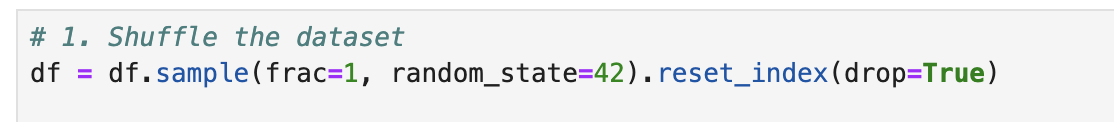 # 1. Shuffle the dataset
df = df.sample(frac=1, random_state=42).reset_index(drop=True)